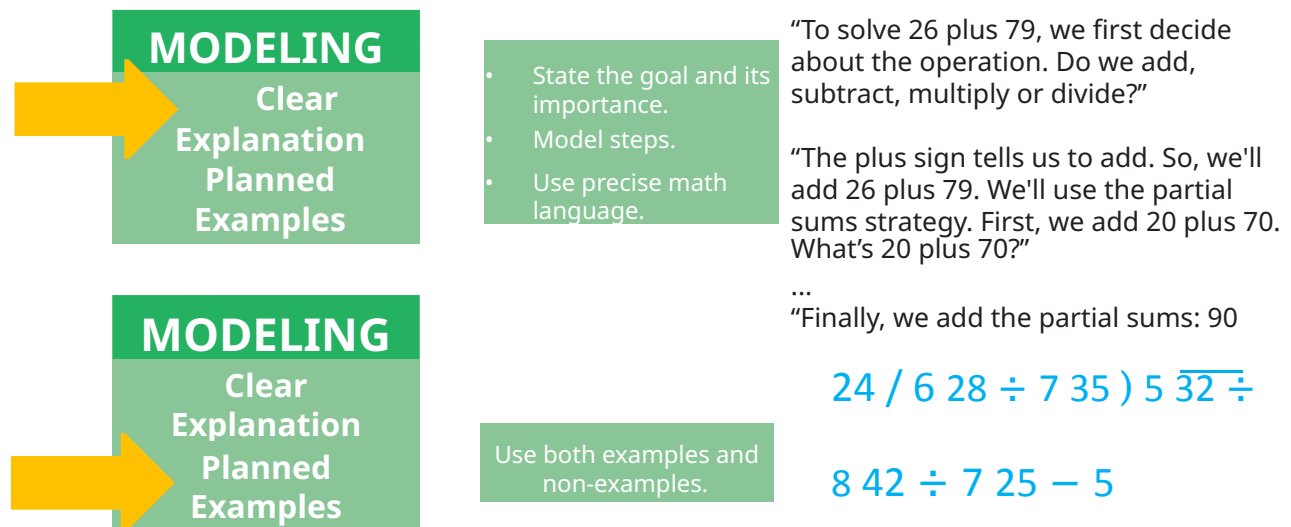 MODELING
Clear
Explanation
Planned
Examples
• State the goal and its
importance.
• Model steps.
• Use precise math
language.
“To solve 26 plus 79, we first decide
about the operation. Do we add,
subtract, multiply or divide?”
“The plus sign tells us to add. So, we'll
add 26 plus 79. We'll use the partial
sums strategy. First, we add 20 plus 70.
What’s 20 plus 70?”
...
“Finally, we add the partial sums: 90
MODELING
Clear
Explanation
Planned
Examples
Use both examples and
non-examples.
24 / 6 28 ÷ 7 35 ) 5 32 ÷
8 42 ÷ 7 25 − 5